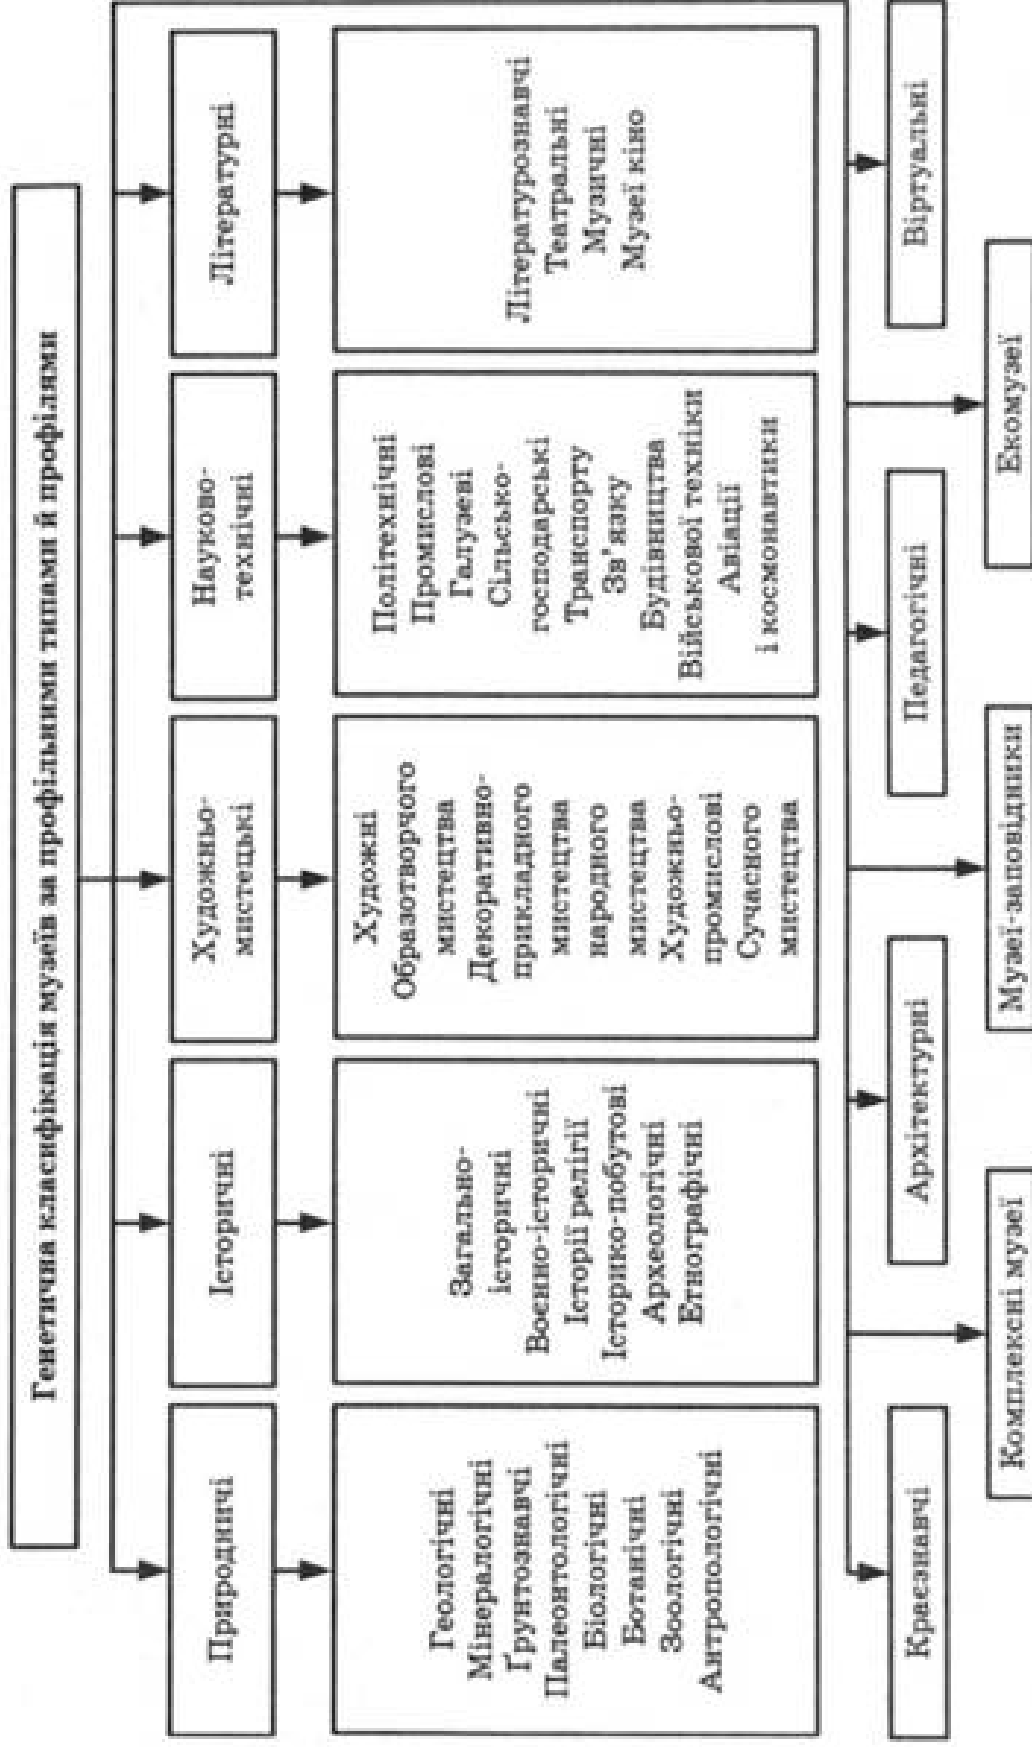 Генетична класифікація музеїв за профільними типами й профілями
Природничі
Історичні
Художньо-
мистецькі
Науково-
технічні
Літературні
Геологічні
Мінералогічні
Ґрунтознавчі
Палеонтологічні
Біологічні
Ботанічні
Зоологічні
Антропологічні
Загально-
історичні
Воєнно-історичні
Історії релігії
Історико-побутові
Археологічні
Етнографічні
Художні
Образотворчого
мистецтва
Декоративно-
прикладного
мистецтва
народного
мистецтва
Художньо-
промислові
Сучасного
мистецтва
Політехнічні
Промислові
Галузеві
Сільсько-
господарські
Транспорту
Зв'язку
Будівництва
Військової техніки
Авіації
і космонавтики
Літературознавчі
Театральні
Музичні
Музеї кіно
Краєзнавчі
Архітектурні
Педагогічні
Віртуальні
Комплексні музеї
Музеї-заповідники
Екомузеї